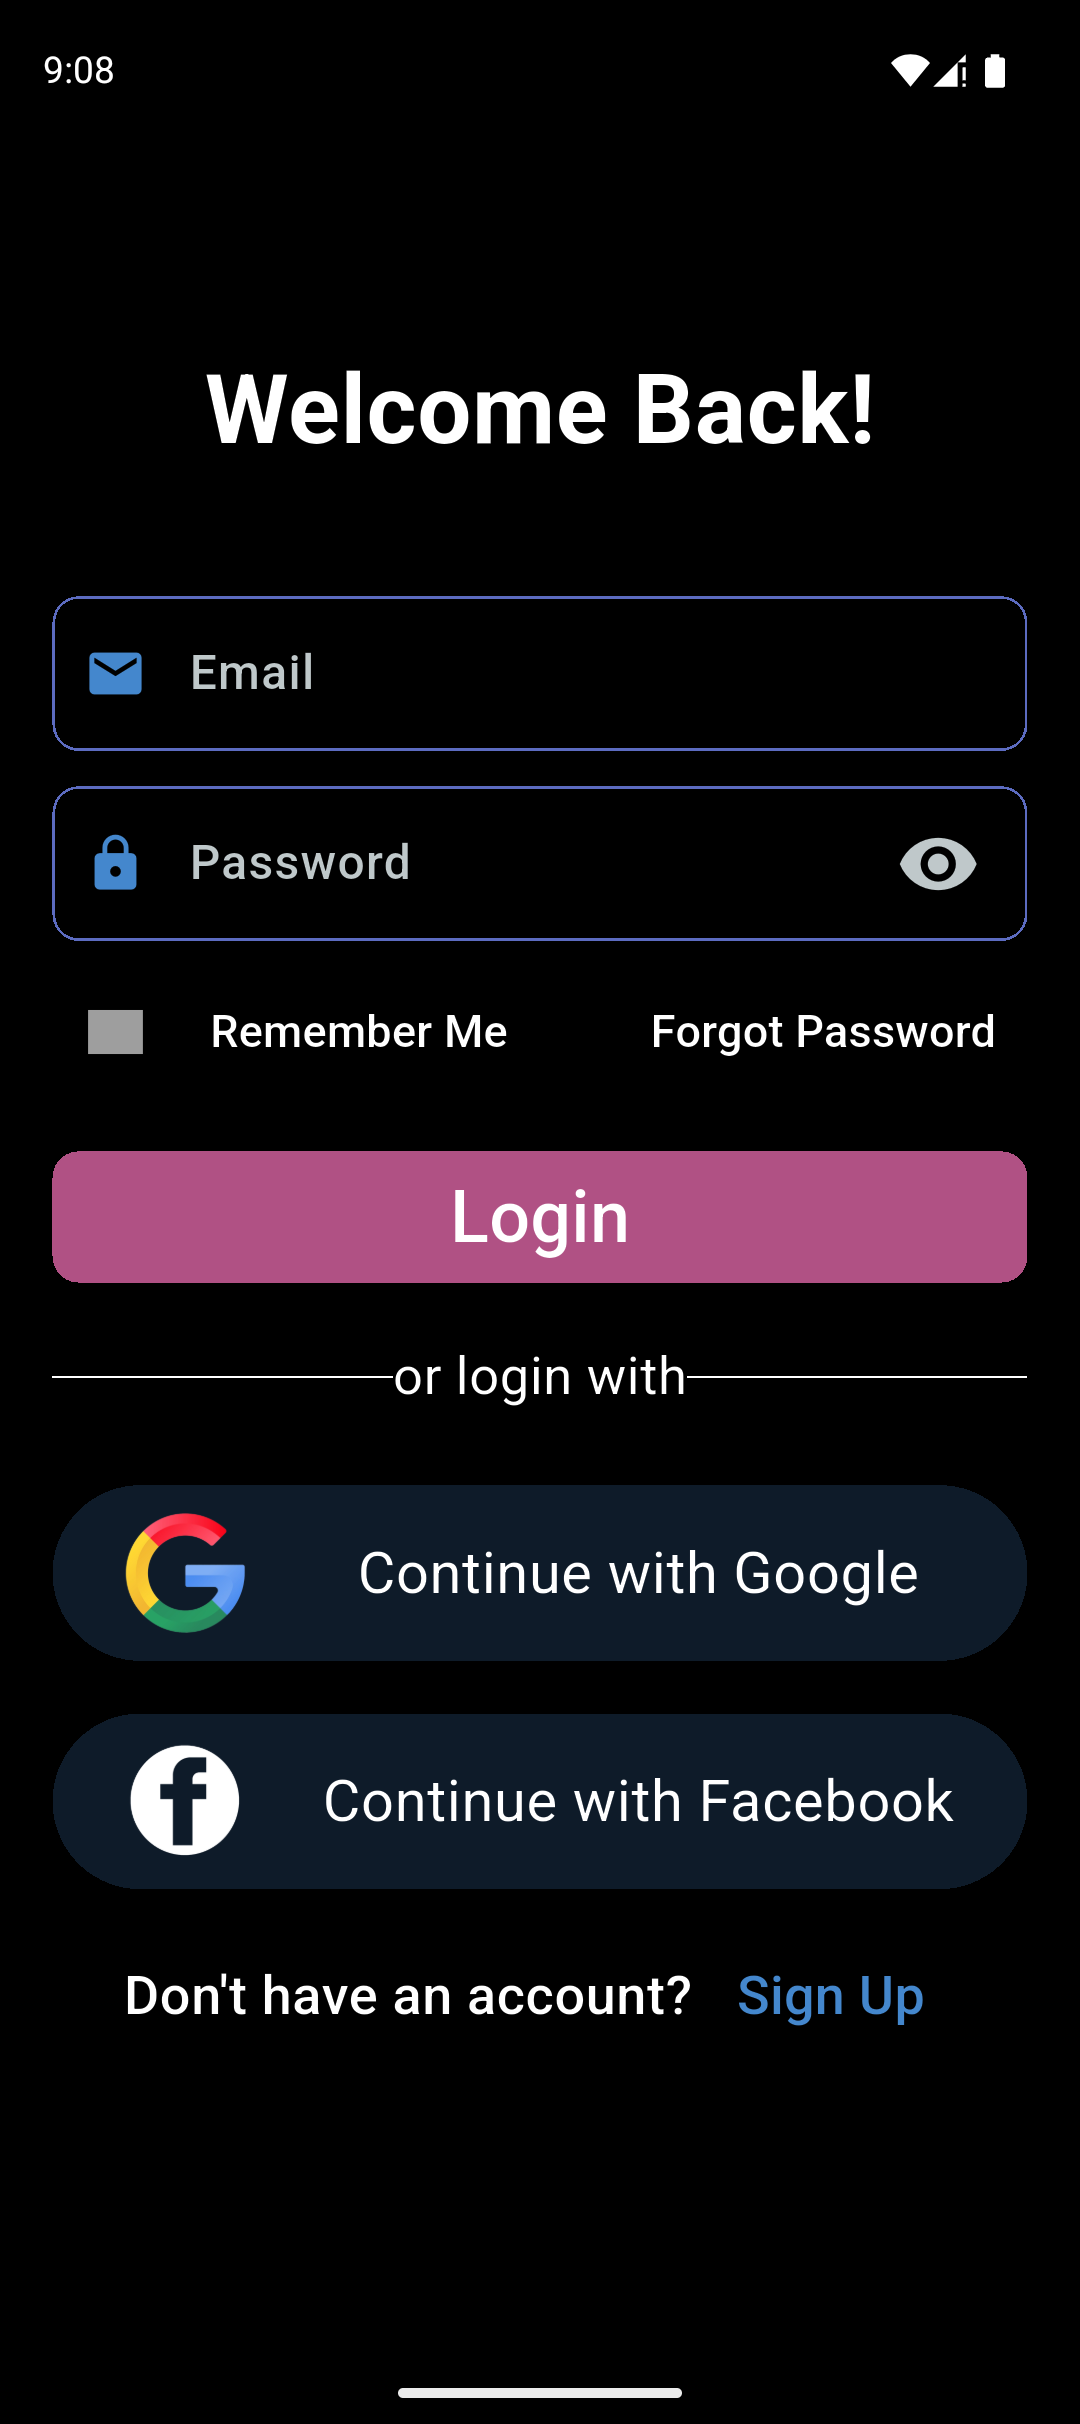 9:08
Welcome Back!
Email
Password
Remember Me Forgot Password
Login
or login with
Continue with Google
Continue with Facebook
Don't have an account? Sign Up